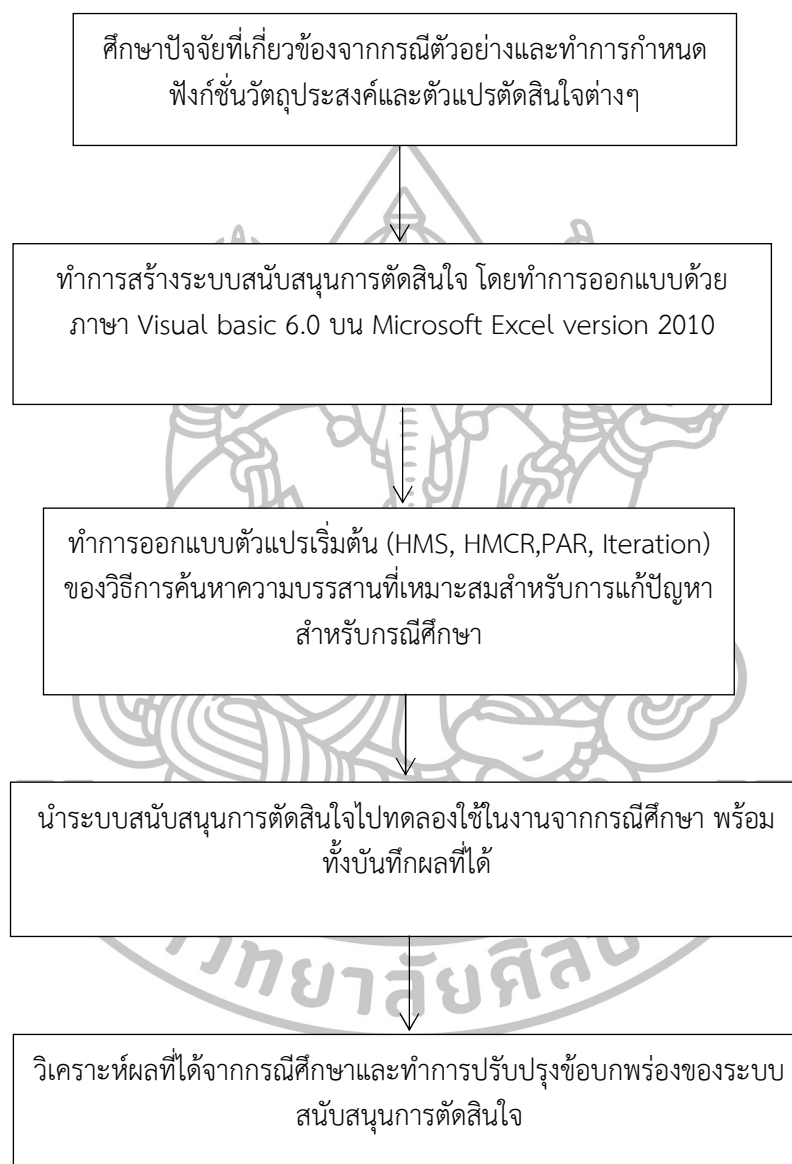 ศึกษาปัจจัยที่เกี่ยวข้องจากกรณีตัวอย่างและทำการกำหนด
ฟังก์ชั่นวัตถุประสงค์และตัวแปรตัดสินใจต่างๆ
ทำการสร้างระบบสนับสนุนการตัดสินใจ โดยทำการออกแบบด้วย
ภาษา Visual basic 6.0 บน Microsoft Excel version 2010
ทำการออกแบบตัวแปรเริ่มต้น (HMS, HMCR,PAR, Iteration)
ของวิธีการค้นหาความบรรสานที่เหมาะสมสำหรับการแก้ปัญหา
สำหรับกรณีศึกษา
นำระบบสนับสนุนการตัดสินใจไปทดลองใช้ในงานจากกรณีศึกษา พร้อม
ทั้งบันทึกผลที่ได้
วิทยาลัยศิลป
วิเคราะห์ผลที่ได้จากกรณีศึกษาและทำการปรับปรุงข้อบกพร่องของระบบ
สนับสนุนการตัดสินใจ